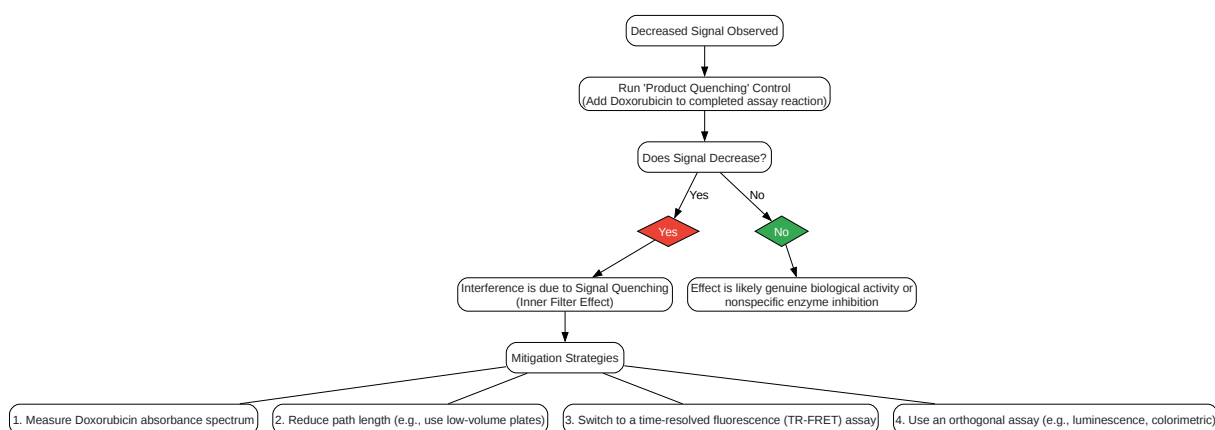 Decreased Signal Observed
Run 'Product Quenching' Control
(Add Doxorubicin to completed assay reaction)
Does Signal Decrease?
Yes
No
Yes
No
Interference is due to Signal Quenching
(Inner Filter Effect)
Effect is likely genuine biological activity or
nonspecific enzyme inhibition
Mitigation Strategies
1. Measure Doxorubicin absorbance spectrum
2. Reduce path length (e.g., use low-volume plates)
3. Switch to a time-resolved fluorescence (TR-FRET) assay
4. Use an orthogonal assay (e.g., luminescence, colorimetric)